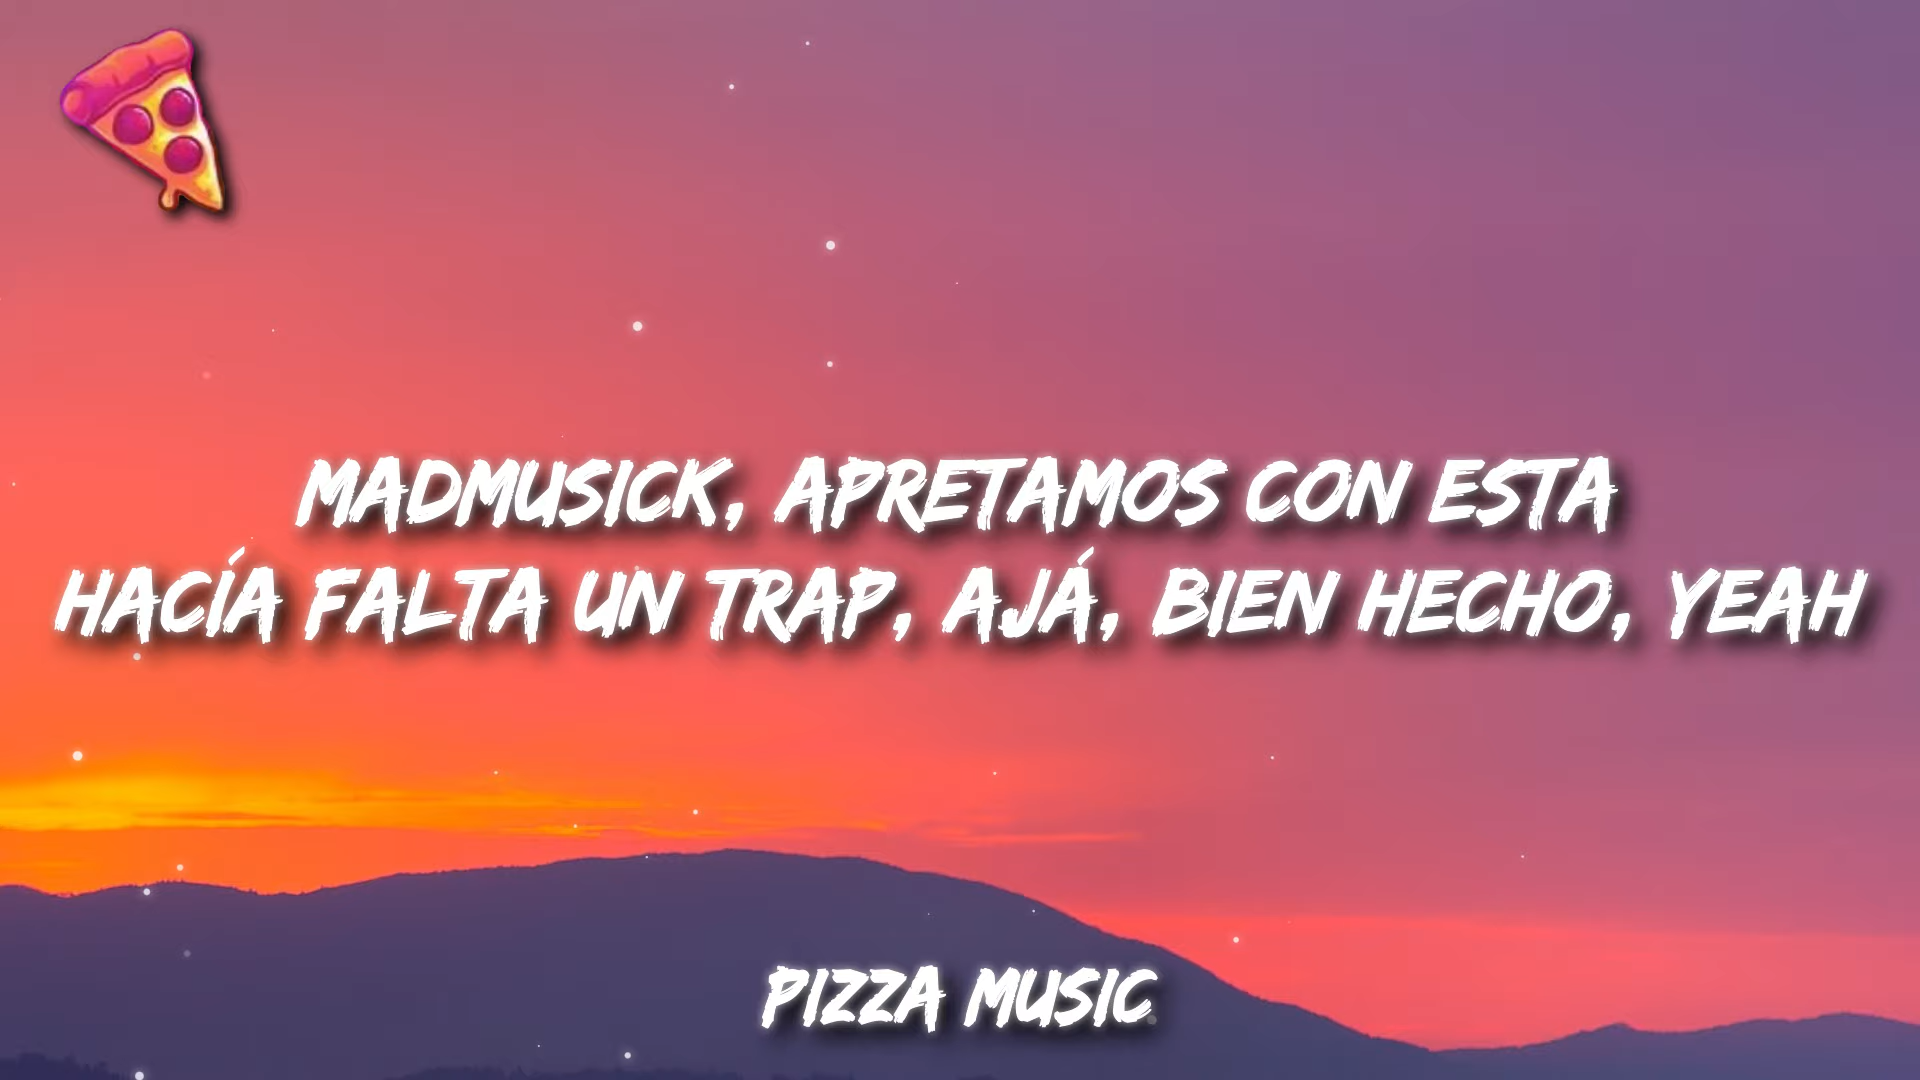 MADMUSICK, APRETAMOS CON ESTA
HACÍA FALTA UN TRAP, AJÁ, BIEN HECHO, YEAH
PIZZA MUSIC